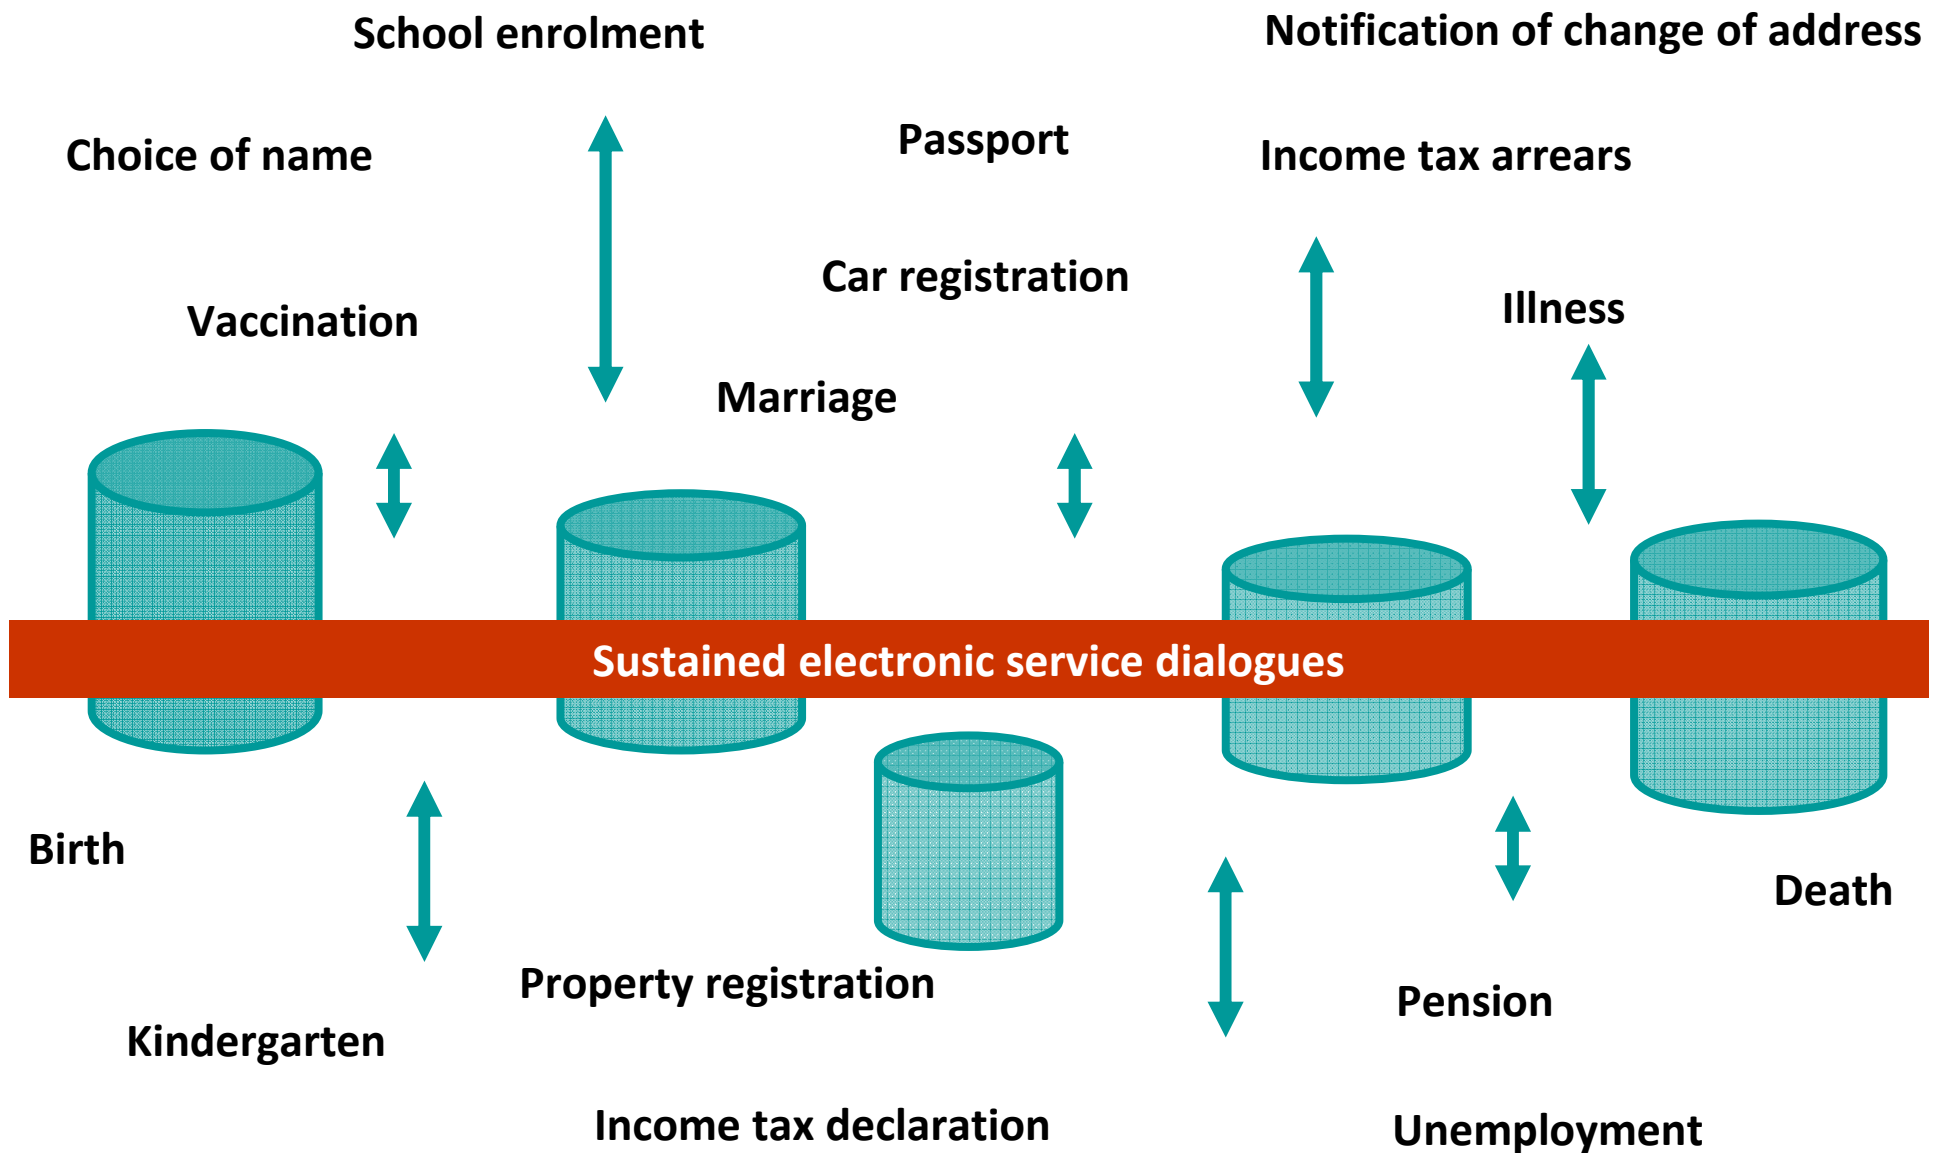 School enrolment
Notification of change of address
Choice of name
Passport
Income tax arrears
Car registration
Vaccination
Illness
Marriage
Sustained electronic service dialogues
Birth
Death
Property registration
Pension
Kindergarten
Income tax declaration
Unemployment